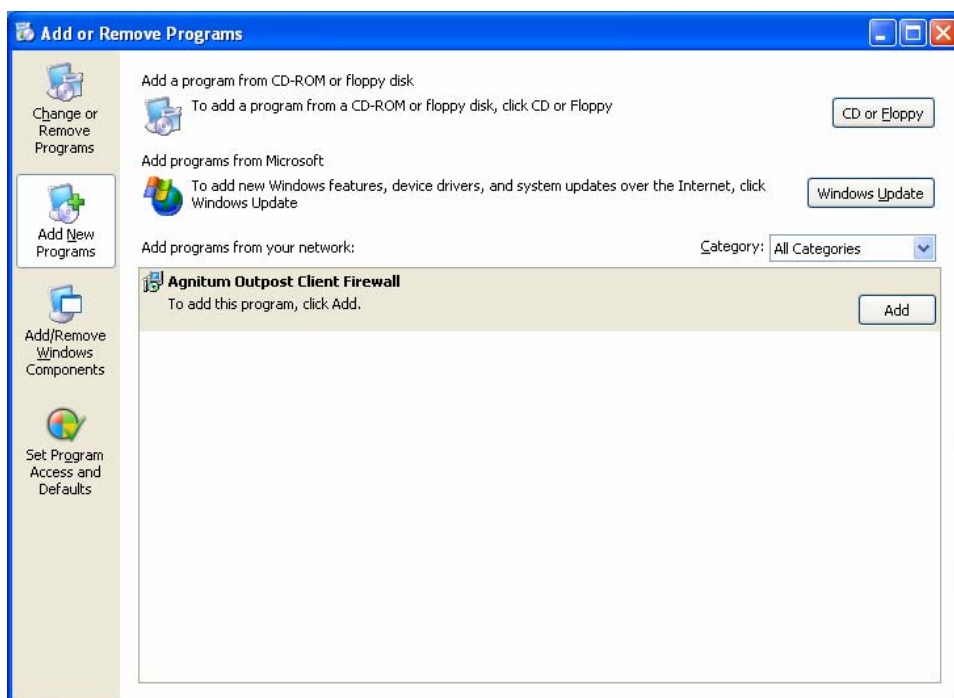 Add or Remove Programs
Change or
Remove
Programs
Add New
Programs
Add/Remove
Windows
Components
Set Program
Access and
Defaults
Add a program from CD-ROM or floppy disk
To add a program from a CD-ROM or floppy disk, click CD or Floppy
CD or Floppy
Add programs from Microsoft
To add new Windows features, device drivers, and system updates over the Internet, click
Windows Update
Windows Update
Add programs from your network:
Category: All Categories
Agnitum Outpost Client Firewall
To add this program, click Add.
Add